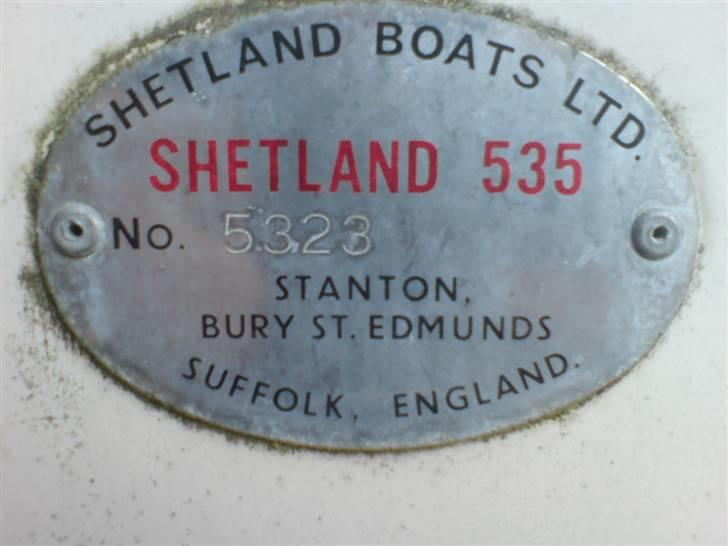 SHETLAND BOATS LTD.
SHETLAND 535
No. 5323
STANTON,
BURY ST. EDMUNDS
SUFFOLK, ENGLAND.